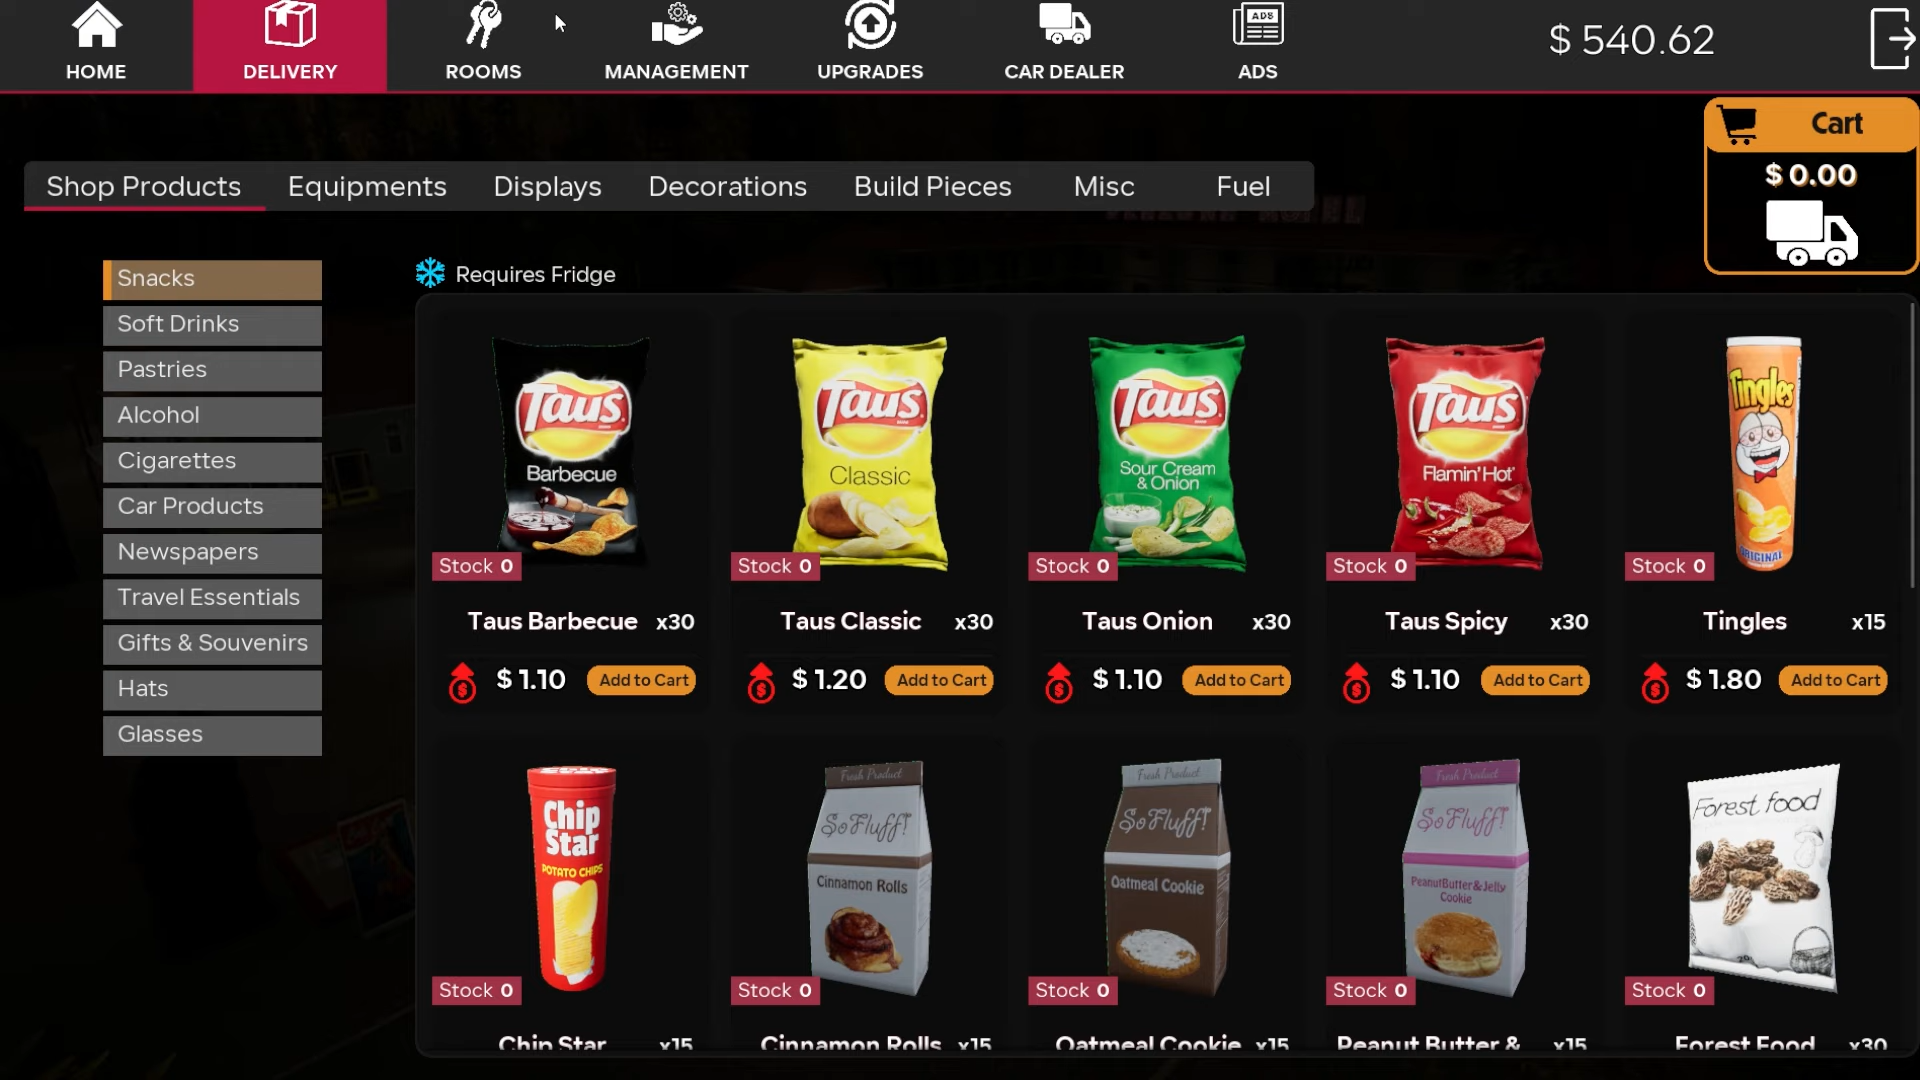 HOME
DELIVERY
ROOMS
MANAGEMENT
UPGRADES
CAR DEALER
ADS
ADS
$ 540.62
Cart
$ 0.00
Shop Products
Equipments
Displays
Decorations
Build Pieces
Misc
Fuel
Snacks
Soft Drinks
Pastries
Alcohol
Cigarettes
Car Products
Newspapers
Travel Essentials
Gifts & Souvenirs
Hats
Glasses
Requires Fridge
Taus
Barbecue
Stock 0
Taus Barbecue x30
$ 1.10 Add to Cart
Taus
Classic
Stock 0
Taus Classic x30
$ 1.20 Add to Cart
Taus
Sour Cream
& Onion
Stock 0
Taus Onion x30
$ 1.10 Add to Cart
Taus
Flamin' Hot
Stock 0
Taus Spicy x30
$ 1.10 Add to Cart
Tingles
ORIGINAL
Stock 0
Tingles x15
$ 1.80 Add to Cart
Chip
Star
POTATO CHIPS
Stock 0
Chip Star x15
Fresh Product
SoFluff!
Cinnamon Rolls
Stock 0
Cinnamon Rolls x15
Fresh Product
SoFluff!
Oatmeal Cookie
Stock 0
Oatmeal Cookie x15
Fresh Product
SoFluff!
PeanutButter & Jelly
Cookie
Stock 0
Peanut Butter & x15
Forest food
Stock 0
Forest Food x30